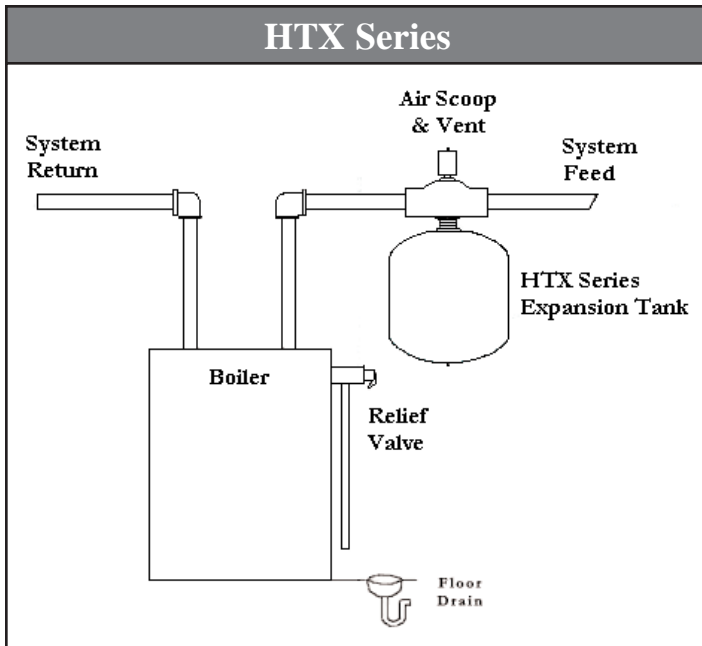 HTX Series
Air Scoop
& Vent
System
Return
System
Feed
HTX Series
Expansion Tank
Boiler
Relief
Valve
Floor
Drain